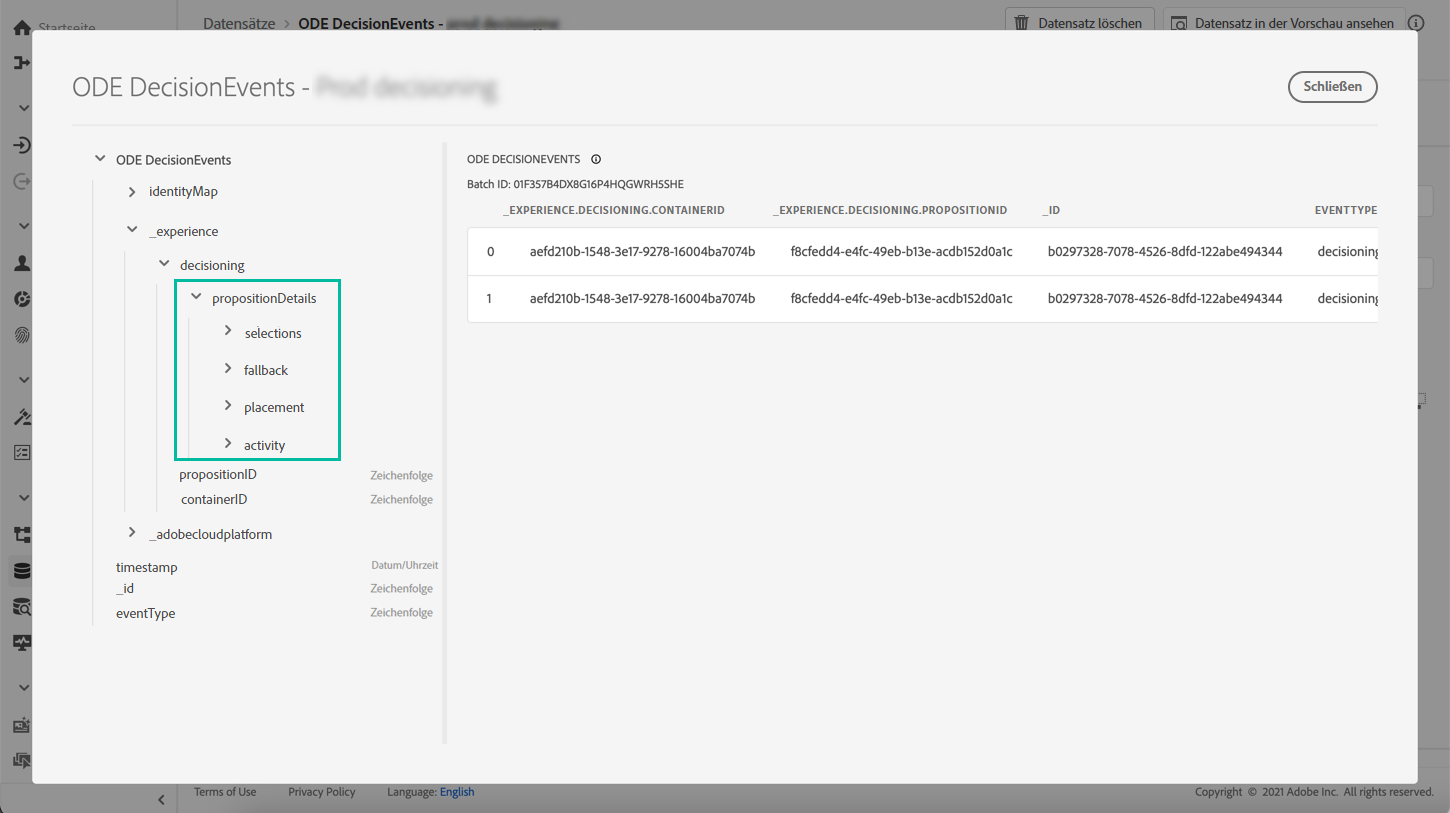 Startseite
Datensätze > ODE DecisionEvents -
Datensatz löschen
Datensatz in der Vorschau ansehen
ODE DecisionEvents -
Schließen
ODE DecisionEvents
identityMap
_experience
decisioning
propositionDetails
selections
fallback
placement
activity
propositionID Zeichenfolge
containerID Zeichenfolge
_adobecloudplatform
timestamp Datum/Uhrzeit
_id Zeichenfolge
eventType Zeichenfolge
ODE DECISIONEVENTS
Batch ID: 01F357B4DX8G16P4HQGWRHSSHE
_EXPERIENCE.DECISIONING.CONTAINERID _EXPERIENCE.DECISIONING.PROPOSITIONID _ID EVENTTYPE
0 aefd210b-1548-3e17-9278-16004ba7074b f8cfedd4-e4fc-49eb-b13e-acdb152d0a1c b0297328-7078-4526-8dfd-122abe494344 decisioning
1 aefd210b-1548-3e17-9278-16004ba7074b f8cfedd4-e4fc-49eb-b13e-acdb152d0a1c b0297328-7078-4526-8dfd-122abe494344 decisioning
Terms of Use Privacy Policy Language: English
Copyright © 2021 Adobe Inc. All rights reserved.